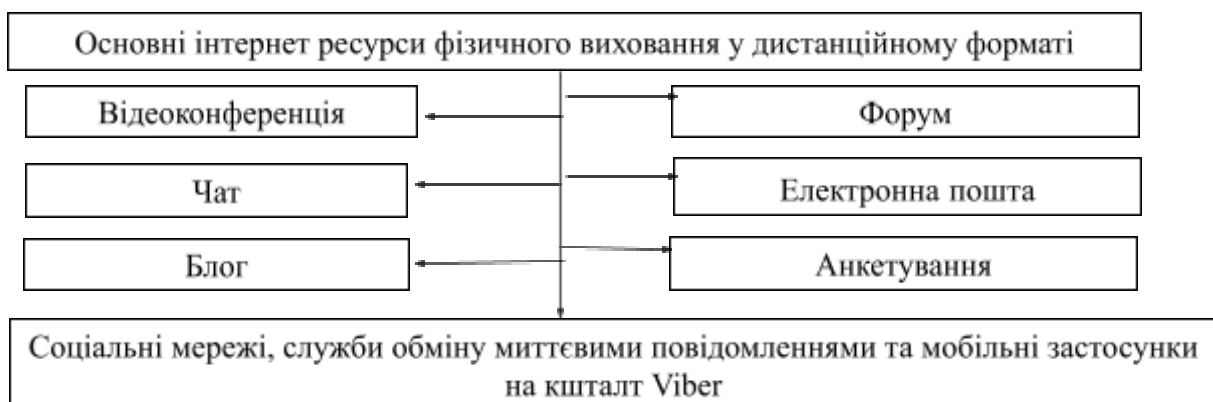 Основні інтернет ресурси фізичного виховання у дистанційному форматі
Відеоконференція
Форум
Чат
Електронна пошта
Блог
Анкетування
Соціальні мережі, служби обміну миттєвими повідомленнями та мобільні застосунки
на кшталт Viber